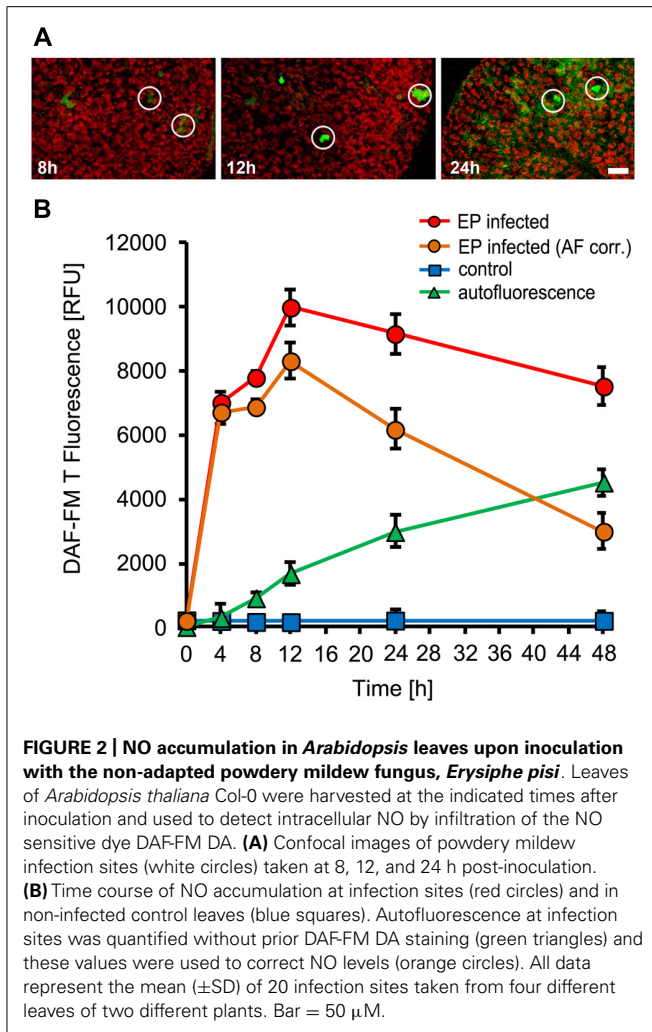 A
8h
12h
24h
B
EP infected
EP infected (AF corr.)
control
autofluorescence
DAF-FM T Fluorescence [RFU]
12000
10000
8000
6000
4000
2000
0
0 4 8 12 16 20 24 28 32 36 40 44 48
Time [h]
FIGURE 2 | NO accumulation in Arabidopsis leaves upon inoculation
with the non-adapted powdery mildew fungus, Erysiphe pisi. Leaves
of Arabidopsis thaliana Col-0 were harvested at the indicated times after
inoculation and used to detect intracellular NO by infiltration of the NO
sensitive dye DAF-FM DA. (A) Confocal images of powdery mildew
infection sites (white circles) taken at 8, 12, and 24 h post-inoculation.
(B) Time course of NO accumulation at infection sites (red circles) and in
non-infected control leaves (blue squares). Autofluorescence at infection
sites was quantified without prior DAF-FM DA staining (green triangles) and
these values were used to correct NO levels (orange circles). All data
represent the mean (±SD) of 20 infection sites taken from four different
leaves of two different plants. Bar = 50 μM.